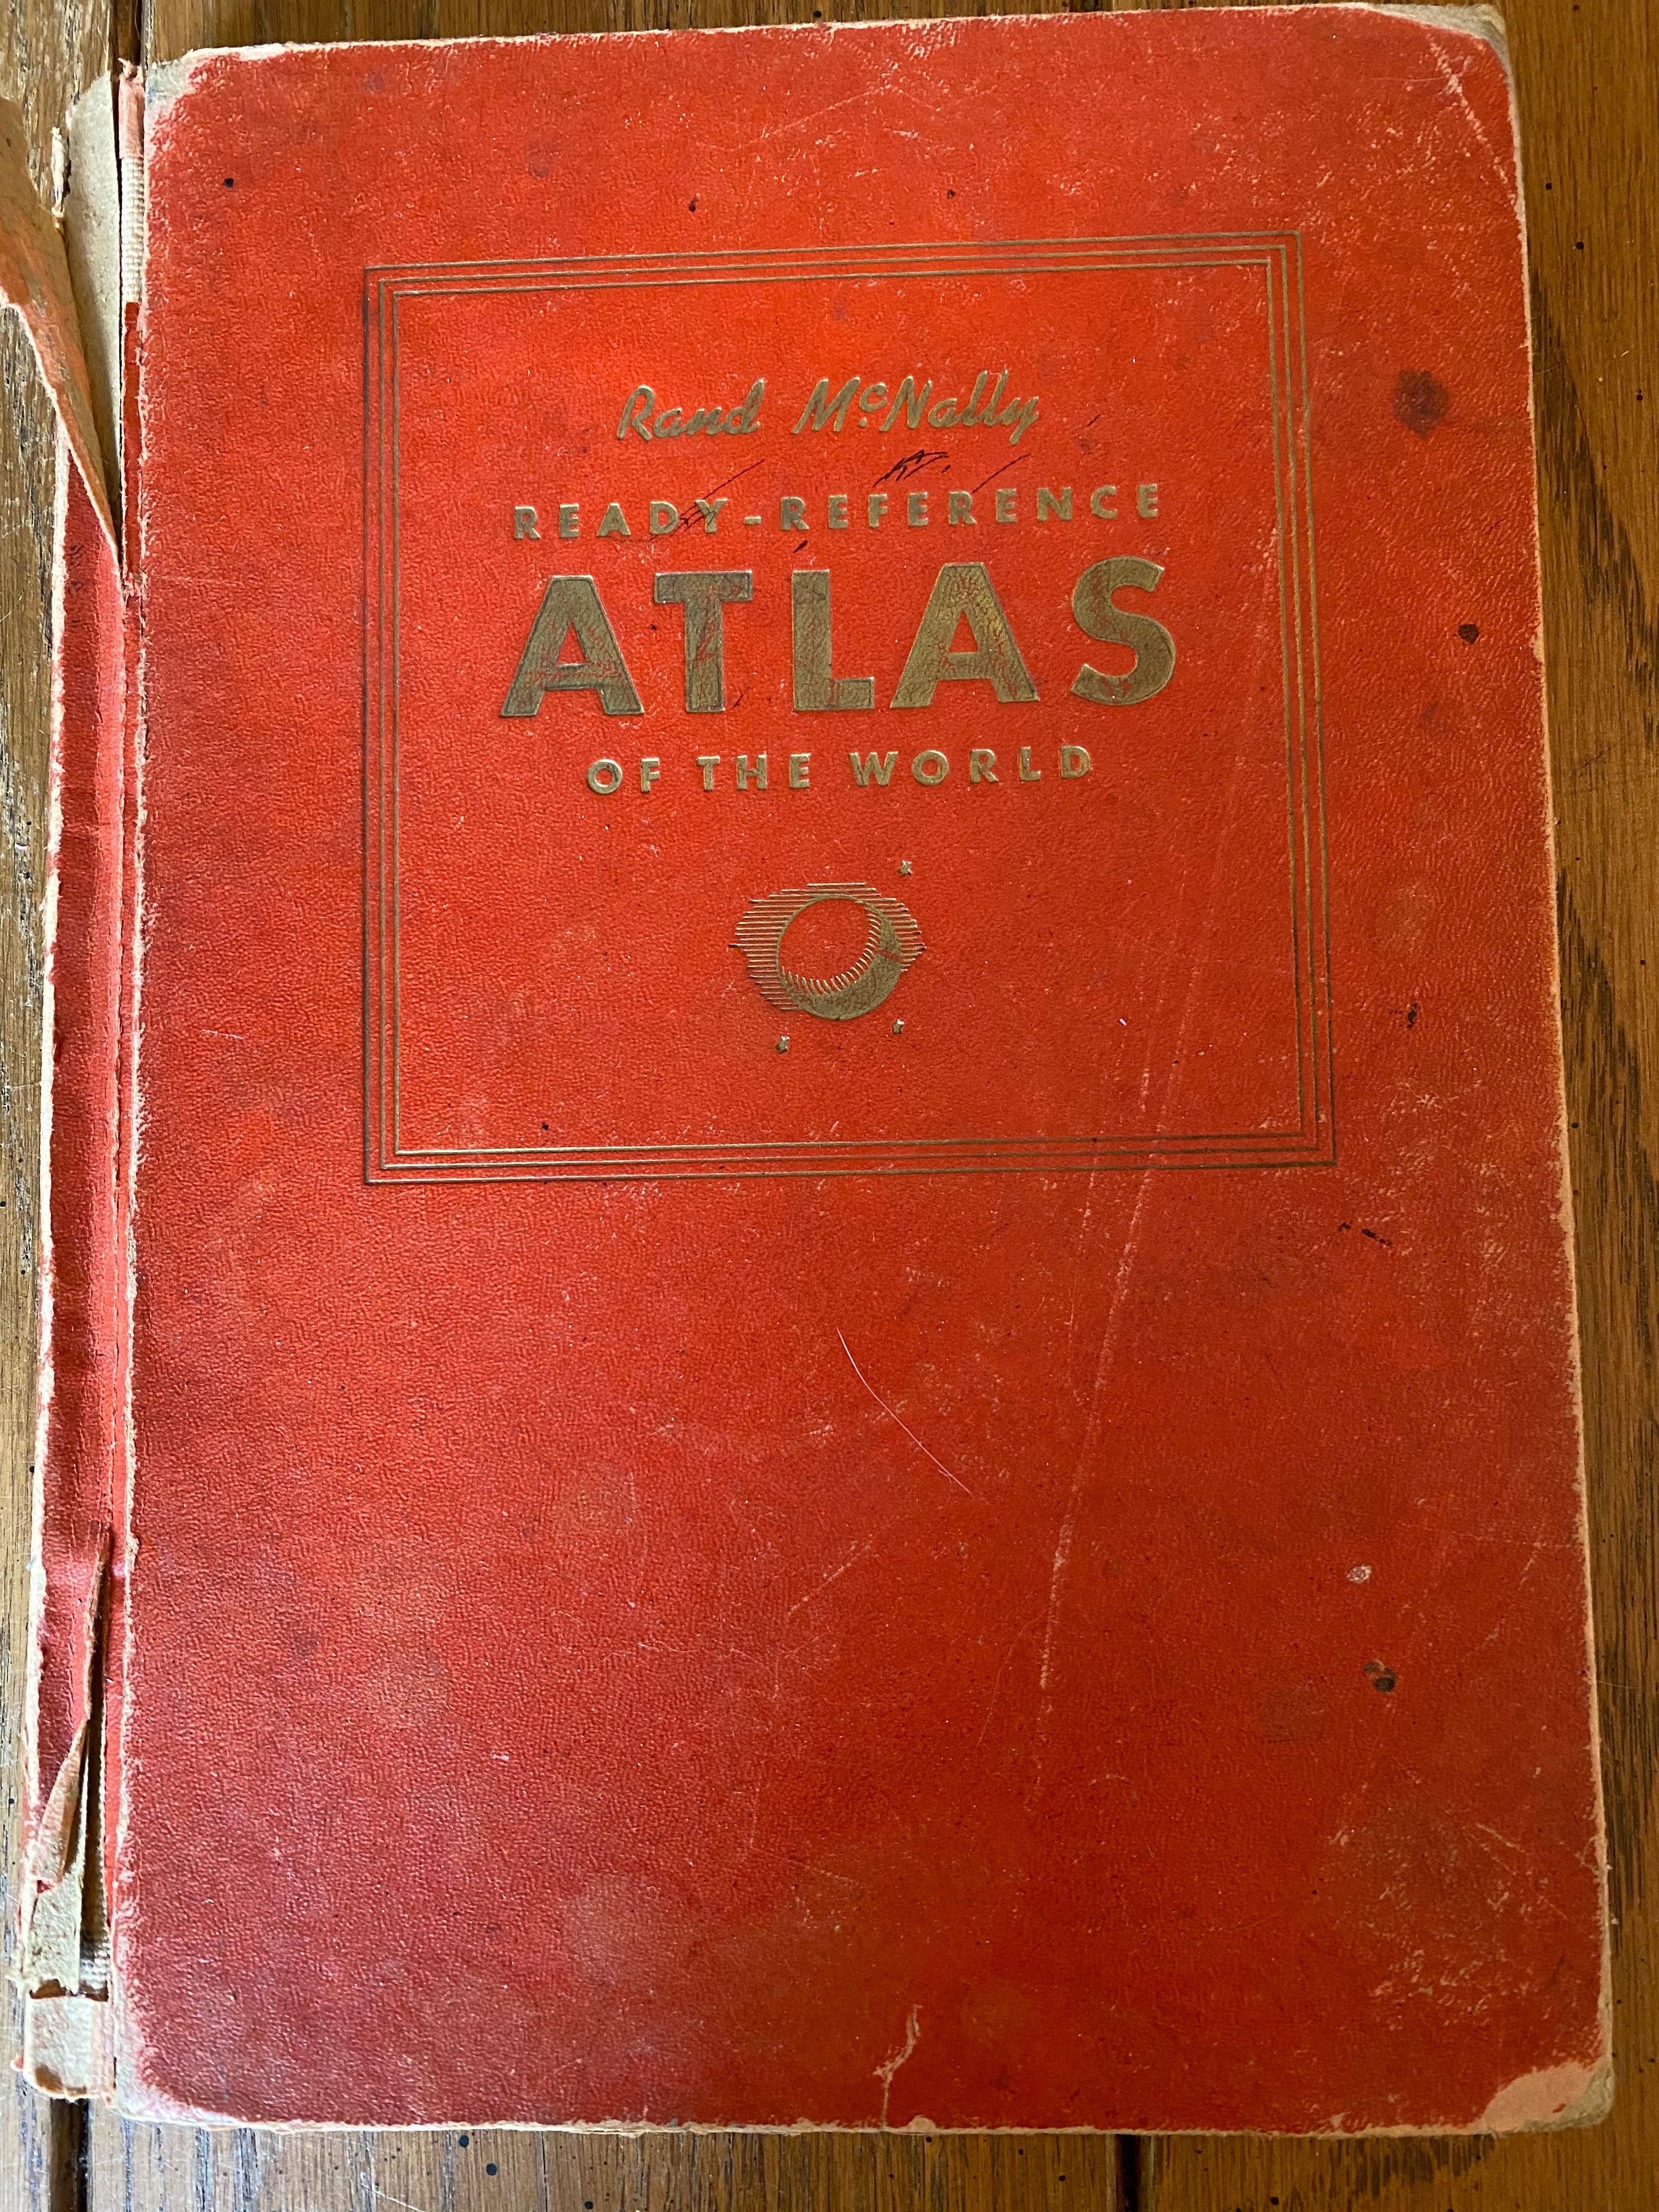 Rand McNally
READY-REFERENCE
ATLAS
OF THE WORLD